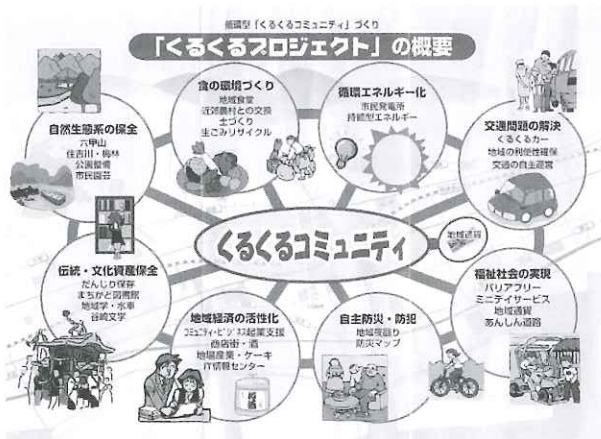 循環型「くるくるコミュニティ」づくり
「くるくるプロジェクト」の概要
食の環境づくり
地域食堂
近郊農村との交換
土づくり
生ごみリサイクル
循環エネルギー化
市民発電所
持続型エネルギー
自然生態系の保全
六甲山
住吉川・梅林
公園整備
市民園芸
交通問題の解決
くるくるカー
地域の利便性確保
交通の自主運営
くるくるコミュニティ
地域通貨
伝統・文化資産保全
だんじり保存
まちかど図書館
地域学・水車
谷崎文学
地域経済の活性化
コミュニティ・ビジネス起業支援
商店街・酒
地場産業・ケーキ
IT情報センター
自主防災・防犯
地域夜廻り
防災マップ
福祉社会の実現
バリアフリー
ミニデイサービス
地域通貨
あんしん道路